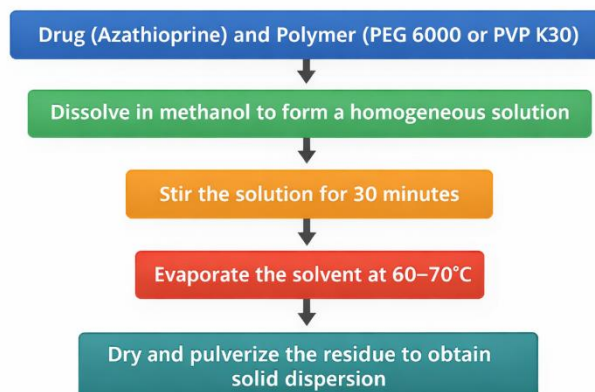 Drug (Azathioprine) and Polymer (PEG 6000 or PVP K30)
Dissolve in methanol to form a homogeneous solution
Stir the solution for 30 minutes
Evaporate the solvent at 60–70°C
Dry and pulverize the residue to obtain
solid dispersion